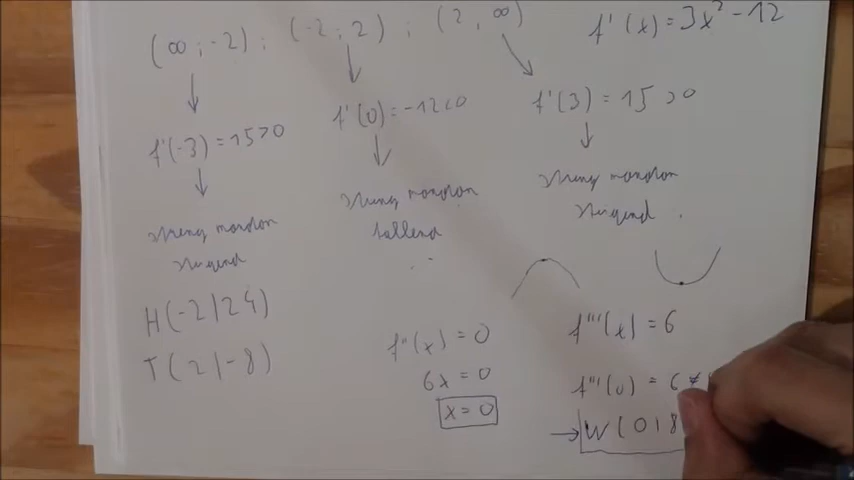 (∞ ; -2) ; (-2 ; 2) ; (2 , ∞)
f'(x) = 3x² - 12
f'(-3) = 15 > 0
f'(0) = -12 < 0
f'(3) = 15 > 0
streng monoton
steigend
streng monoton
fallend
streng monoton
steigend
H(-2|24)
T(2|-8)
f''(x) = 0
6x = 0
x = 0
f'''(x) = 6
f'''(0) = 6 ≠
→ W(0|8